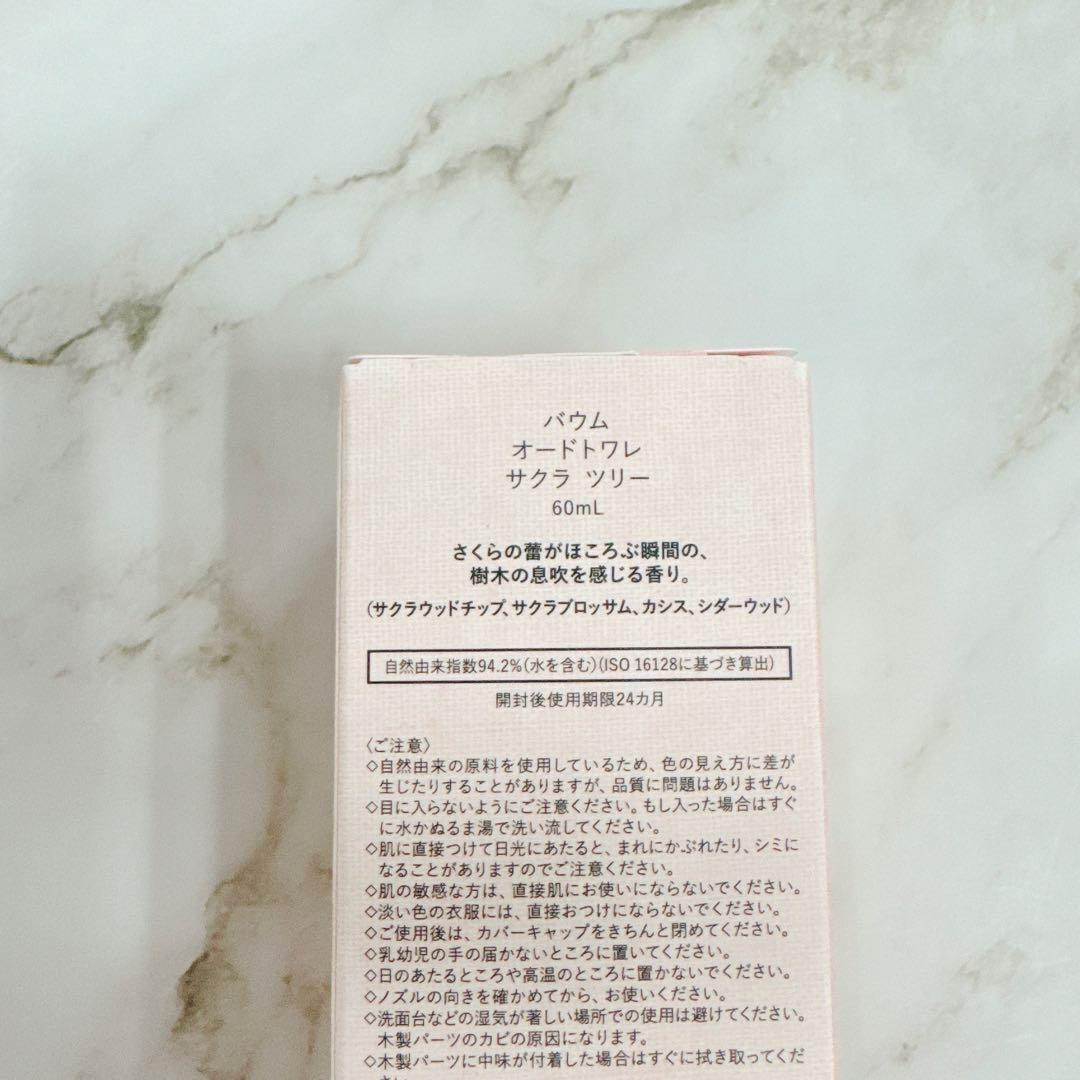 バウム
オードトワレ
サクラ ツリー
60mL
さくらの蕾がほころぶ瞬間の、
樹木の息吹を感じる香り。
(サクラウッドチップ、サクラブロッサム、カシス、シダーウッド)
自然由来指数94.2%(水を含む)(ISO 16128に基づき算出)
開封後使用期限24カ月
〈ご注意〉
◇自然由来の原料を使用しているため、色の見え方に差が
生じたりすることがありますが、品質に問題はありません。
◇目に入らないようにご注意ください。もし入った場合はすぐ
に水かぬるま湯で洗い流してください。
◇肌に直接つけて日光にあたると、まれにかぶれたり、シミに
なることがありますのでご注意ください。
◇肌の敏感な方は、直接肌にお使いにならないでください。
◇淡い色の衣服には、直接おつけにならないでください。
◇ご使用後は、カバーキャップをきちんと閉めてください。
◇乳幼児の手の届かないところに置いてください。
◇日のあたるところや高温のところに置かないでください。
◇ノズルの向きを確かめてから、お使いください。
◇洗面台などの湿気が著しい場所での使用は避けてください。
木製パーツのカビの原因になります。
◇木製パーツに中味が付着した場合はすぐに拭き取ってくだ